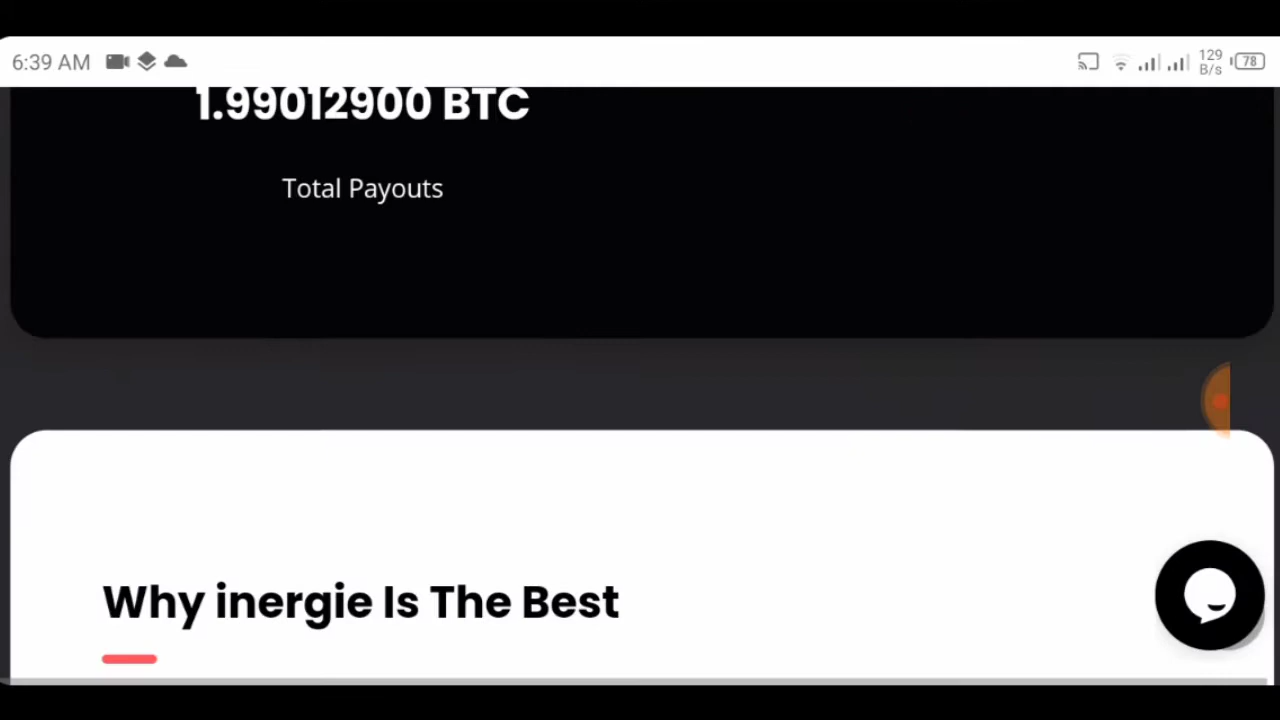 6:39 AM
129
B/s
78
1.99012900 BTC
Total Payouts
Why inergie Is The Best